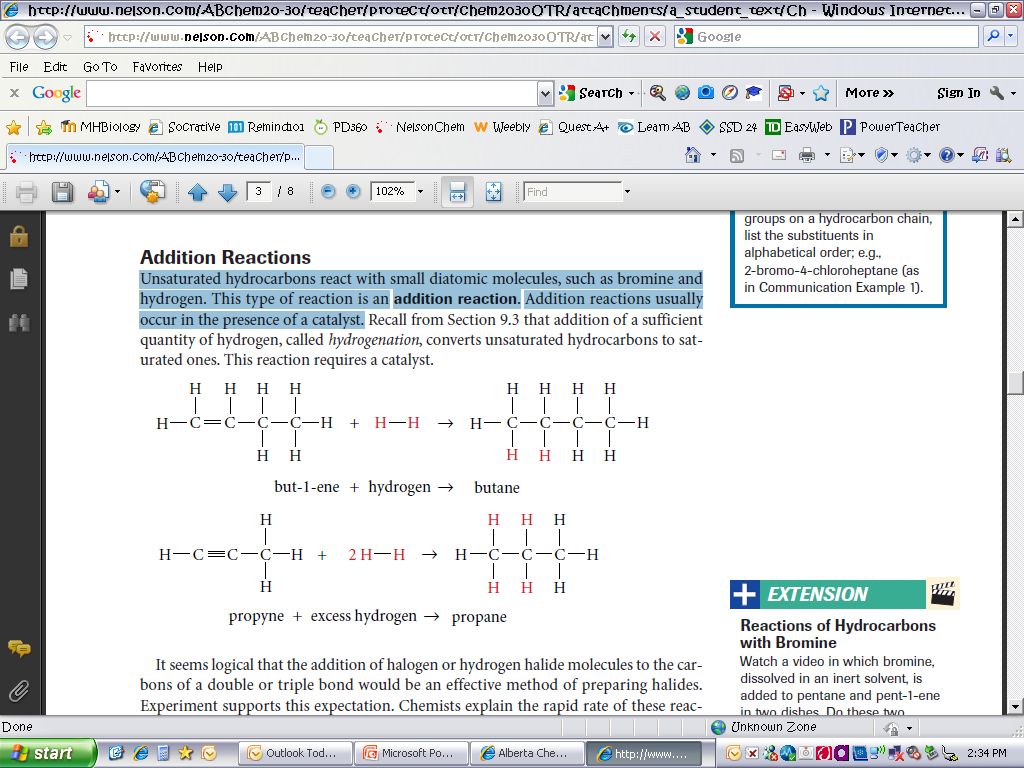 http://www.nelson.com/ABChem20-30/teacher/protect/otr/Chem2030OTR/attachments/a_student_text/Ch - Windows Internet...
http://www.nelson.com/ABChem20-30/teacher/protect/otr/Chem2030OTR/at
Google
File Edit Go To Favorites Help
x Google Search More >> Sign In
MHBiology Socrative Remind101 PD360 NelsonChem Weebly Quest A+ Learn AB SSD 24 EasyWeb PowerTeacher
http://www.nelson.com/ABChem20-30/teacher/p...
3 / 8 102% Find
groups on a hydrocarbon chain,
list the substituents in
alphabetical order; e.g.,
2-bromo-4-chloroheptane (as
in Communication Example 1).
Addition Reactions
Unsaturated hydrocarbons react with small diatomic molecules, such as bromine and
hydrogen. This type of reaction is an addition reaction. Addition reactions usually
occur in the presence of a catalyst. Recall from Section 9.3 that addition of a sufficient
quantity of hydrogen, called hydrogenation, converts unsaturated hydrocarbons to sat-
urated ones. This reaction requires a catalyst.
H H H H H H H H
H—C=C—C—C—H + H—H → H—C—C—C—C—H
H H H H H H
but-1-ene + hydrogen → butane
H H H H
H—C≡C—C—H + 2 H—H → H—C—C—C—H
H H H H
propyne + excess hydrogen → propane
It seems logical that the addition of halogen or hydrogen halide molecules to the car-
bons of a double or triple bond would be an effective method of preparing halides.
Experiment supports this expectation. Chemists explain the rapid rate of these reac-
EXTENSION
Reactions of Hydrocarbons
with Bromine
Watch a video in which bromine,
dissolved in an inert solvent, is
added to pentane and pent-1-ene
in two dishes. Do these two
Done Unknown Zone
start Outlook Tod... Microsoft Po... Alberta Che... http://www.... 2:34 PM